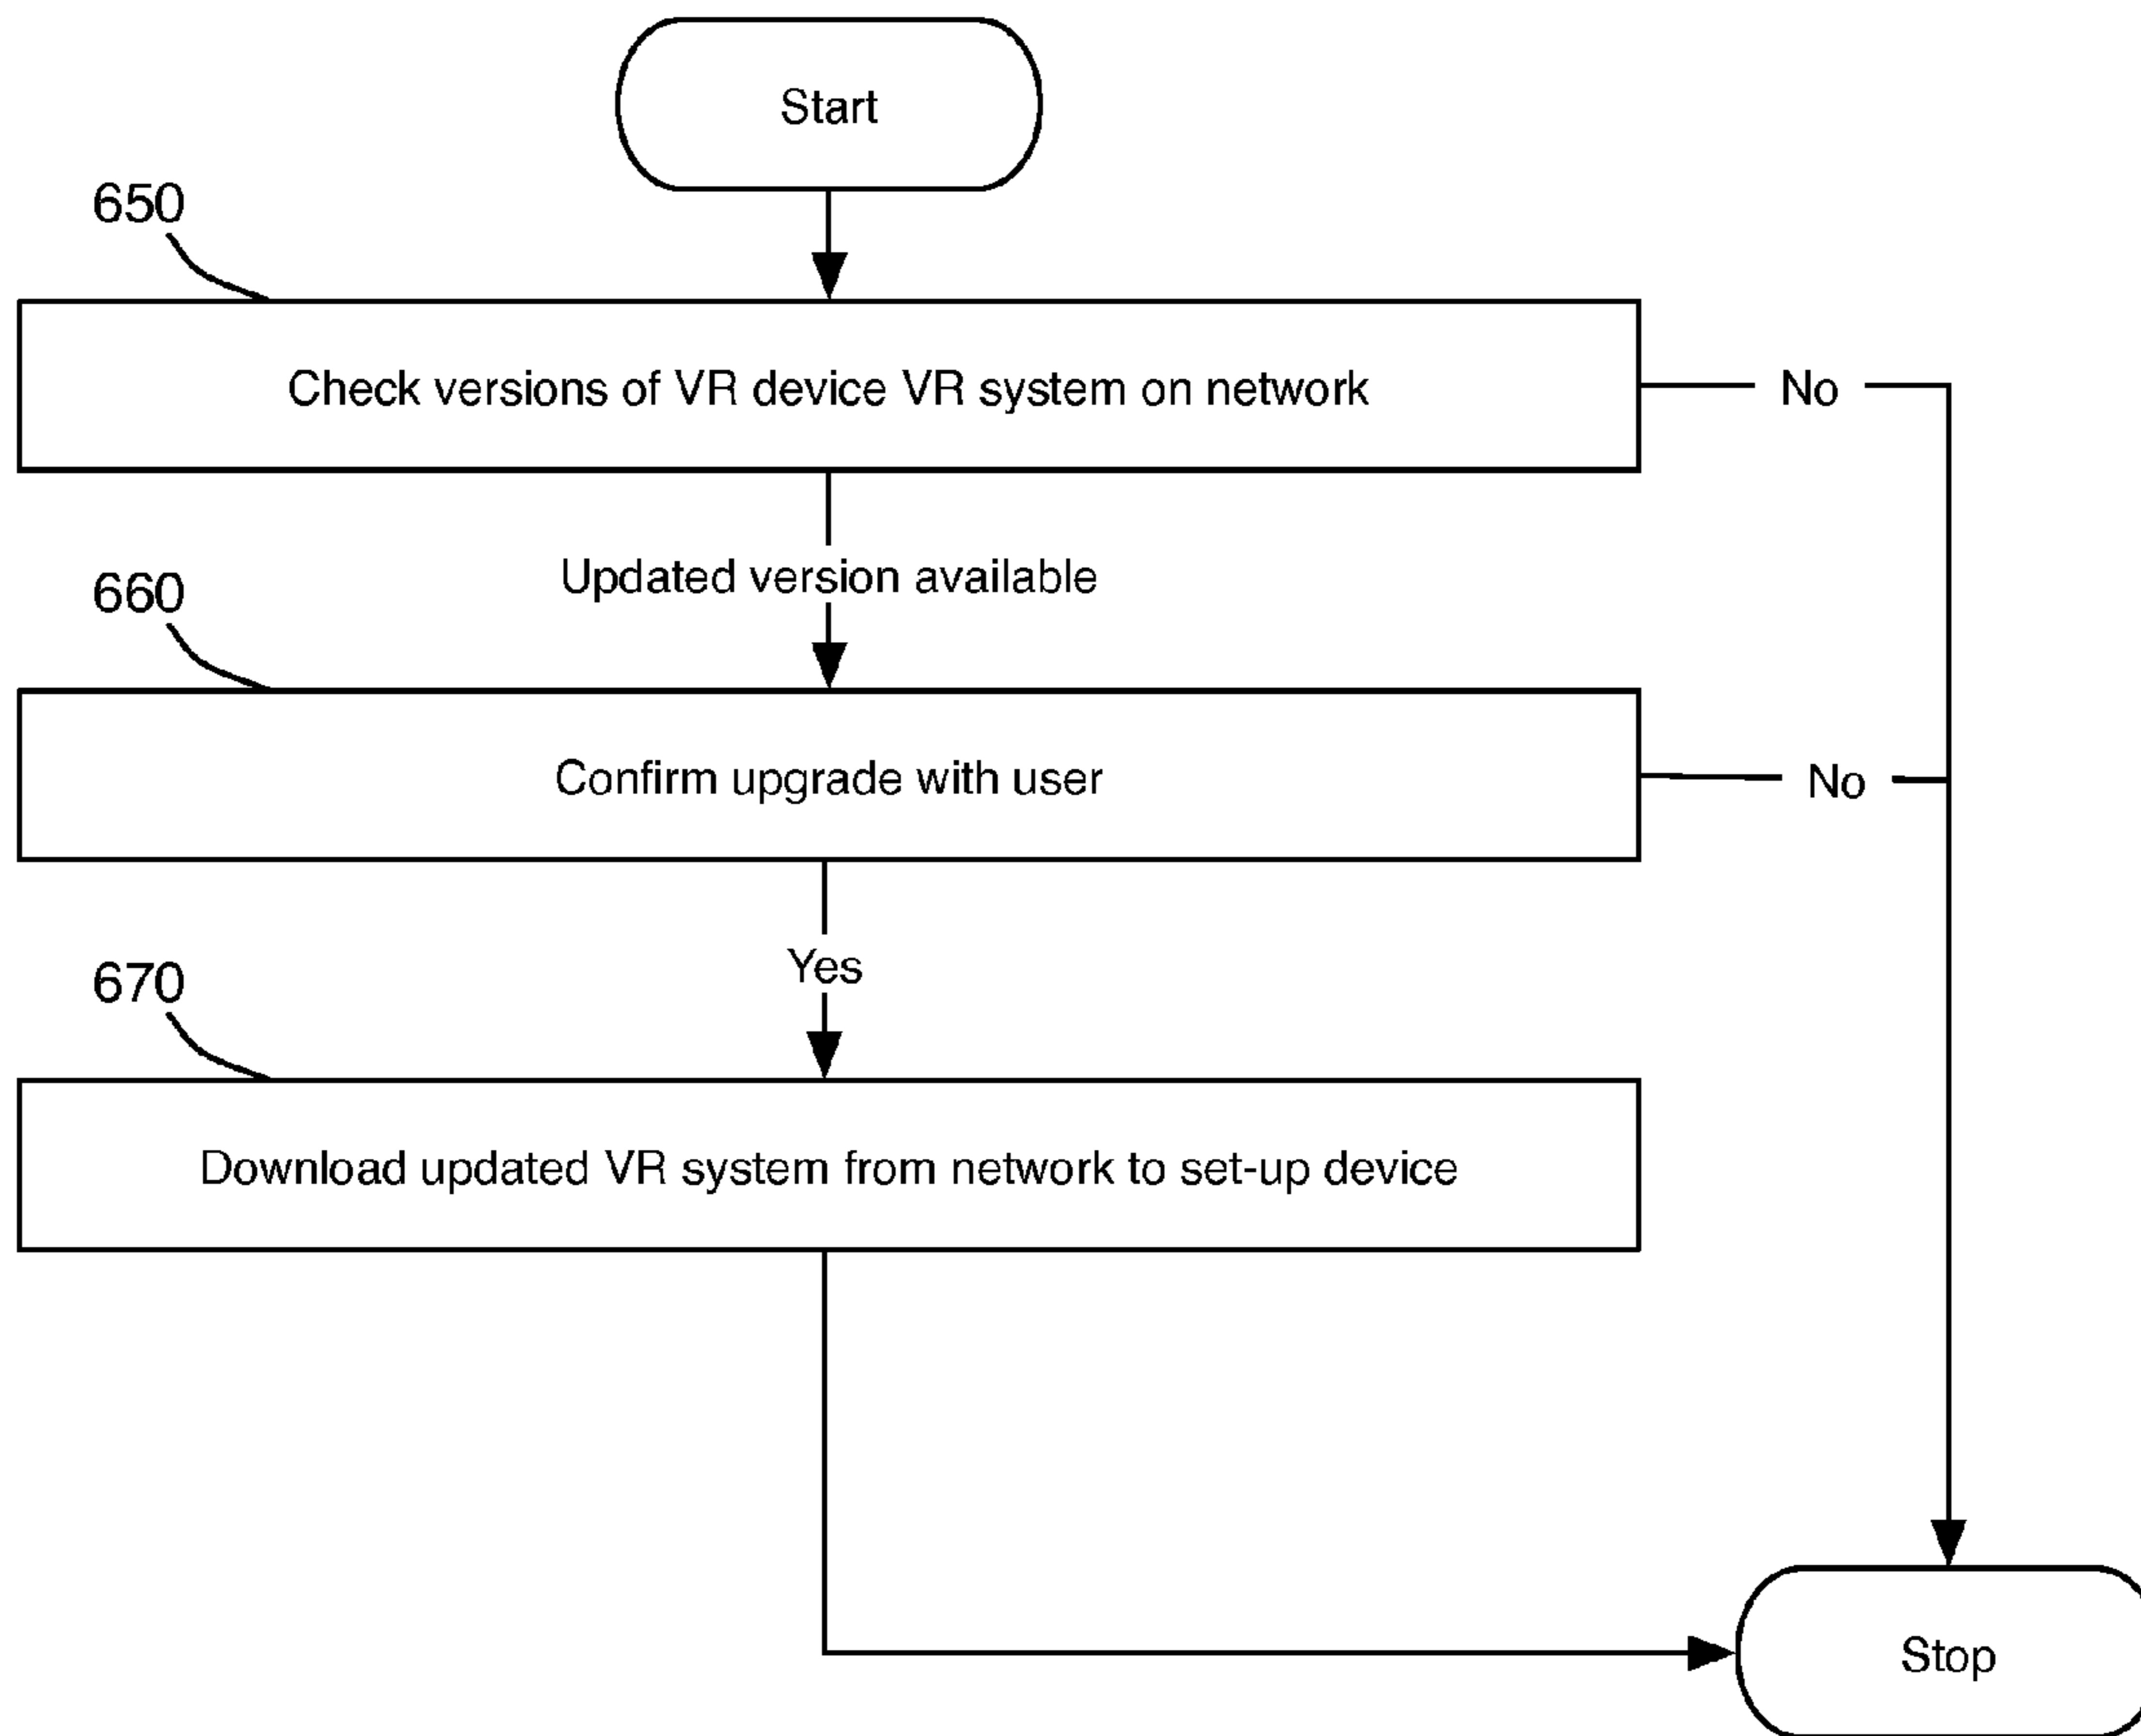 Start
650
Check versions of VR device VR system on network
No
Updated version available
660
Confirm upgrade with user
No
Yes
670
Download updated VR system from network to set-up device
Stop